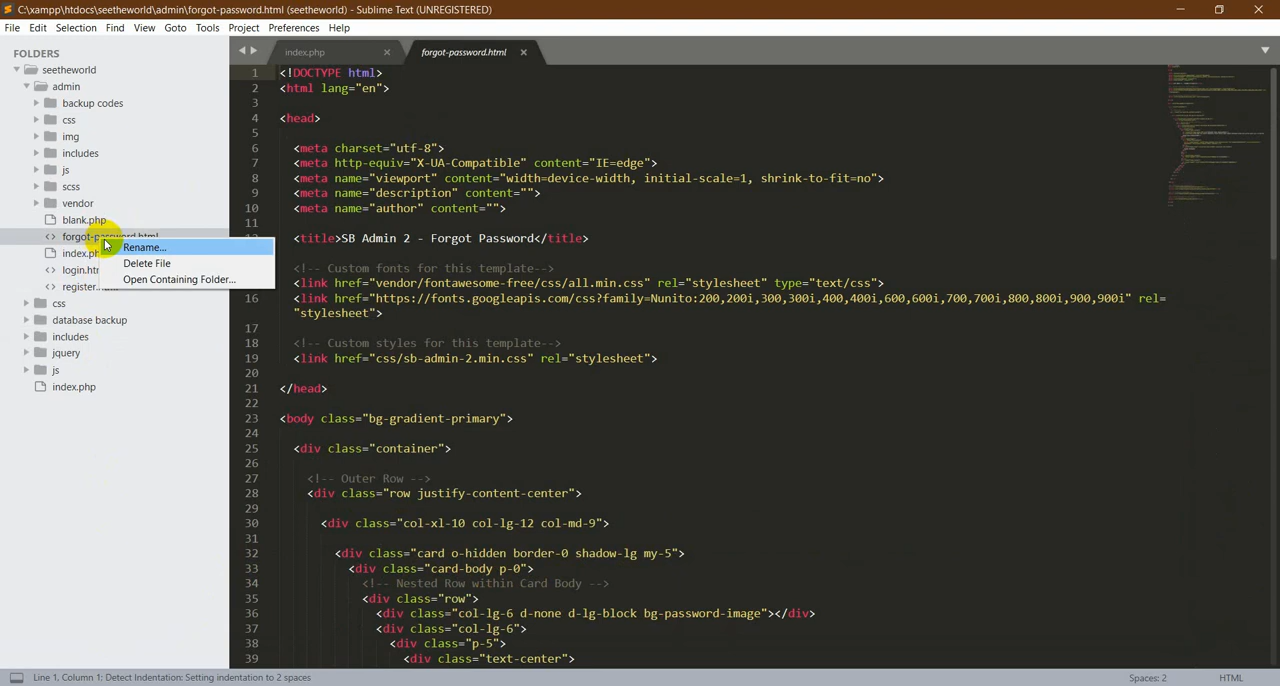 C:\xampp\htdocs\seetheworld\admin\forgot-password.html (seetheworld) - Sublime Text (UNREGISTERED)
File Edit Selection Find View Goto Tools Project Preferences Help
FOLDERS
seetheworld
admin
backup codes
css
img
includes
js
scss
vendor
blank.php
forgot-password.html
index.ph
login.htm
register.
css
database backup
includes
jquery
js
index.php
Rename...
Delete File
Open Containing Folder...
index.php
forgot-password.html
1 <!DOCTYPE html>
2 <html lang="en">
3
4 <head>
5
6 <meta charset="utf-8">
7 <meta http-equiv="X-UA-Compatible" content="IE=edge">
8 <meta name="viewport" content="width=device-width, initial-scale=1, shrink-to-fit=no">
9 <meta name="description" content="">
10 <meta name="author" content="">
11
12 <title>SB Admin 2 - Forgot Password</title>
<!-- Custom fonts for this template-->
<link href="vendor/fontawesome-free/css/all.min.css" rel="stylesheet" type="text/css">
16 <link href="https://fonts.googleapis.com/css?family=Nunito:200,200i,300,300i,400,400i,600,600i,700,700i,800,800i,900,900i" rel=
"stylesheet">
17
18 <!-- Custom styles for this template-->
19 <link href="css/sb-admin-2.min.css" rel="stylesheet">
20
21 </head>
22
23 <body class="bg-gradient-primary">
24
25 <div class="container">
26
27 <!-- Outer Row -->
28 <div class="row justify-content-center">
29
30 <div class="col-xl-10 col-lg-12 col-md-9">
31
32 <div class="card o-hidden border-0 shadow-lg my-5">
33 <div class="card-body p-0">
34 <!-- Nested Row within Card Body -->
35 <div class="row">
36 <div class="col-lg-6 d-none d-lg-block bg-password-image"></div>
37 <div class="col-lg-6">
38 <div class="p-5">
39 <div class="text-center">
Line 1, Column 1; Detect Indentation: Setting indentation to 2 spaces
Spaces: 2
HTML